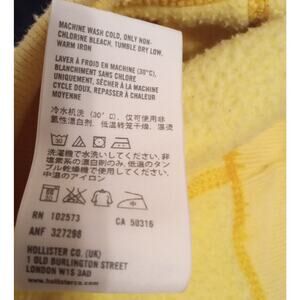 MACHINE WASH COLD, ONLY NON-
CHLORINE BLEACH, TUMBLE DRY LOW,
WARM IRON
LAVER À FROID EN MACHINE (30°C),
BLANCHIMENT SANS CHLORE
UNIQUEMENT, SÉCHER À LA MACHINE
CYCLE DOUX, REPASSER À CHALEUR
MOYENNE
冷水机洗 (30°C), 仅可使用非
氯性漂白剂, 低温转笼干燥, 温烫
洗濯機で水洗いしてください, 非
塩素系の漂白剤のみ, 低温のタン
ブル乾燥機で使用してください,
中温のアイロン
RN 102573 CA 50316
ANF 327298
HOLLISTER CO. (UK)
1 OLD BURLINGTON STREET
LONDON W1S 3AD
www.hollisterco.com